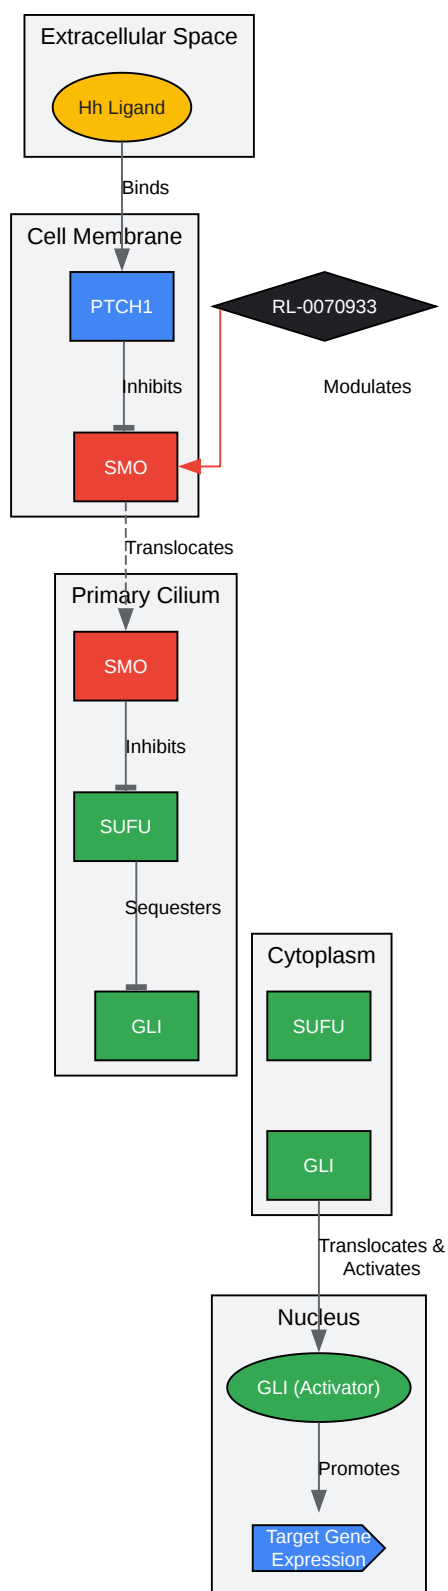 Extracellular Space
Hh Ligand
Binds
Cell Membrane
PTCH1
RL-0070933
Inhibits
Modulates
SMO
Translocates
Primary Cilium
SMO
Inhibits
SUFU
Sequesters
GLI
Cytoplasm
SUFU
GLI
Translocates &
Activates
Nucleus
GLI (Activator)
Promotes
Target Gene
Expression